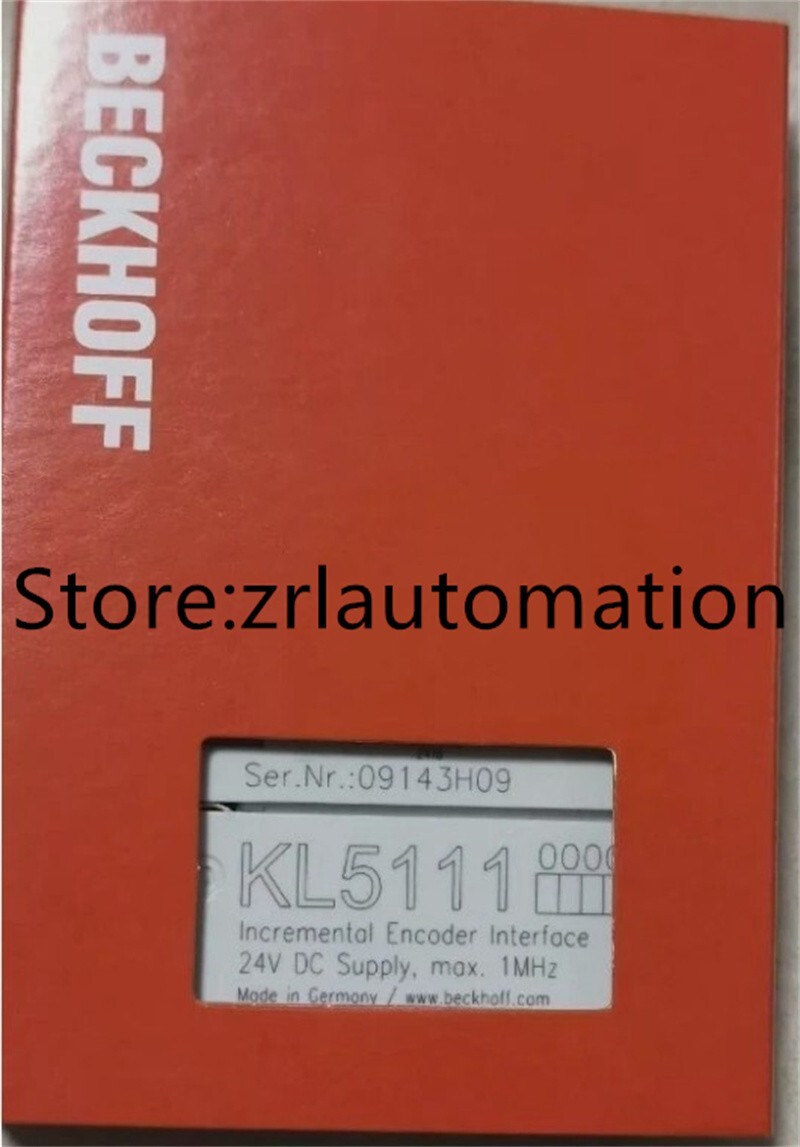 BECKHOFF
Store:zrlautomation
Ser.Nr.:09143H09
KL5111 0000
Incremental Encoder Interface
24V DC Supply, max. 1MHz
Made in Germany / www.beckhoff.com